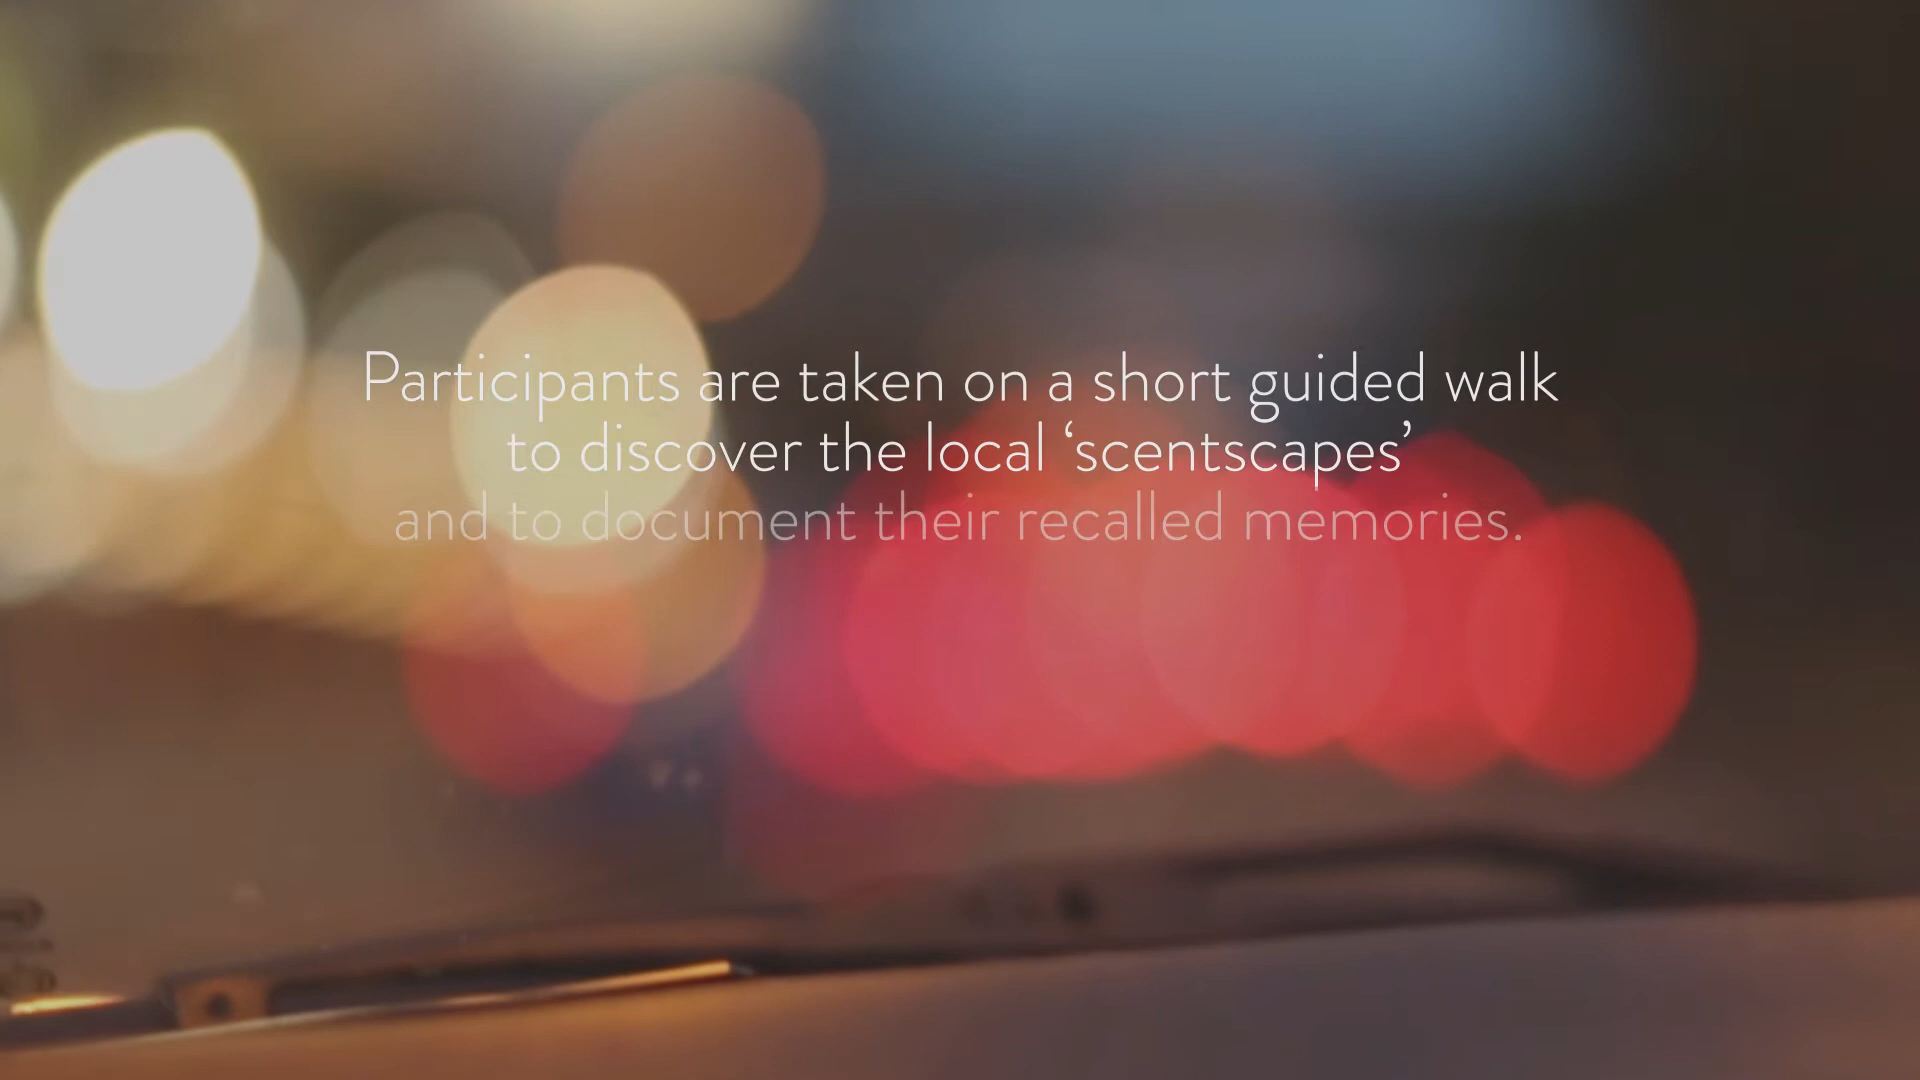 Participants are taken on a short guided walk
to discover the local ‘scentscapes’
and to document their recalled memories.